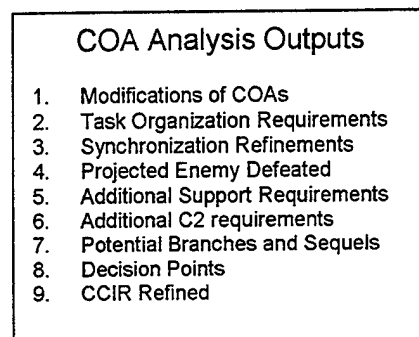 COA Analysis Outputs
1. Modifications of COAs
2. Task Organization Requirements
3. Synchronization Refinements
4. Projected Enemy Defeated
5. Additional Support Requirements
6. Additional C2 requirements
7. Potential Branches and Sequels
8. Decision Points
9. CCIR Refined